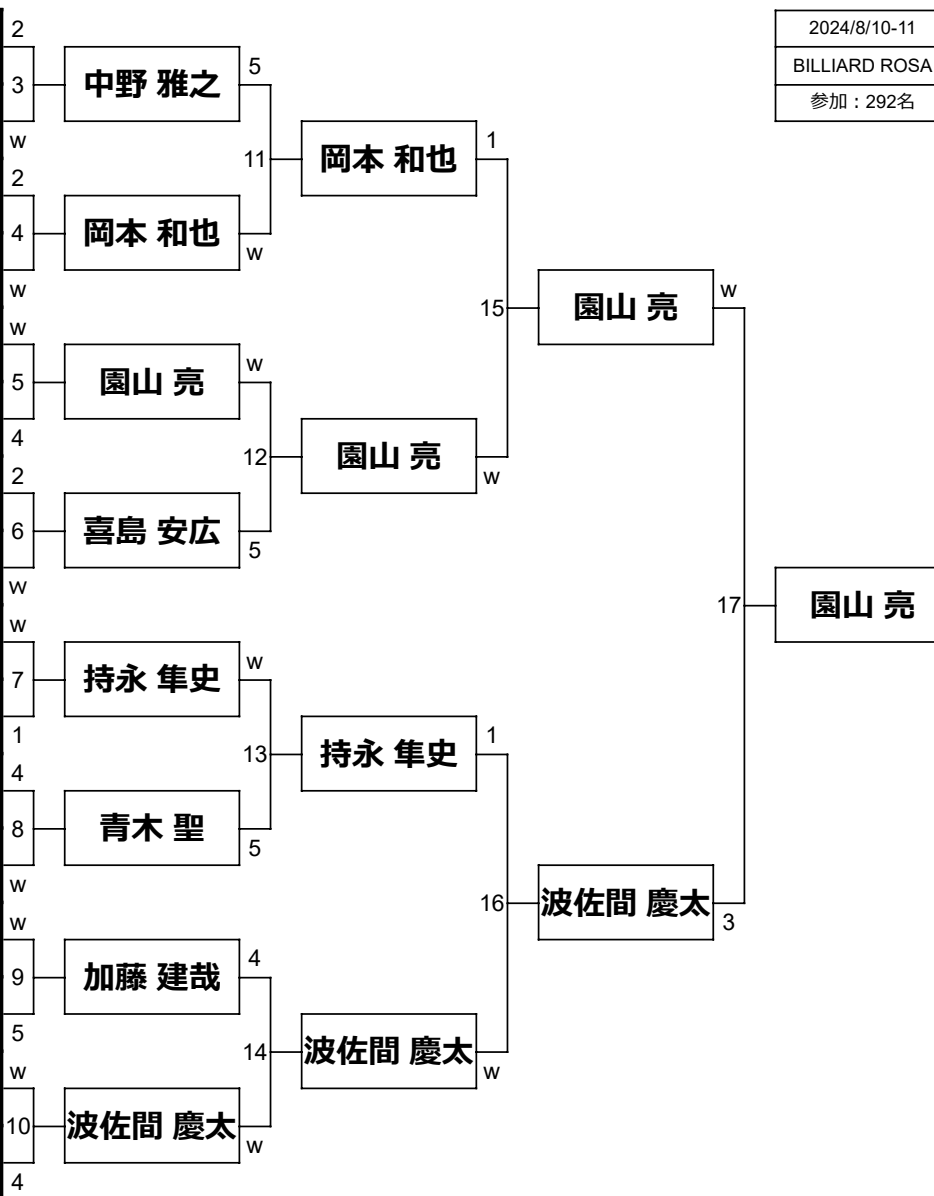 2
2024/8/10-11
3
中野 雅之
5
BILLIARD ROSA
参加：292名
w
11
岡本 和也
1
2
4
岡本 和也
w
w
15
園山 亮
w
w
5
園山 亮
w
4
12
園山 亮
w
2
6
喜島 安広
5
w
17
園山 亮
w
7
持永 隼史
w
1
13
持永 隼史
1
4
8
青木 聖
5
w
16
波佐間 慶太
3
w
9
加藤 建哉
4
5
14
波佐間 慶太
w
w
10
波佐間 慶太
w
4